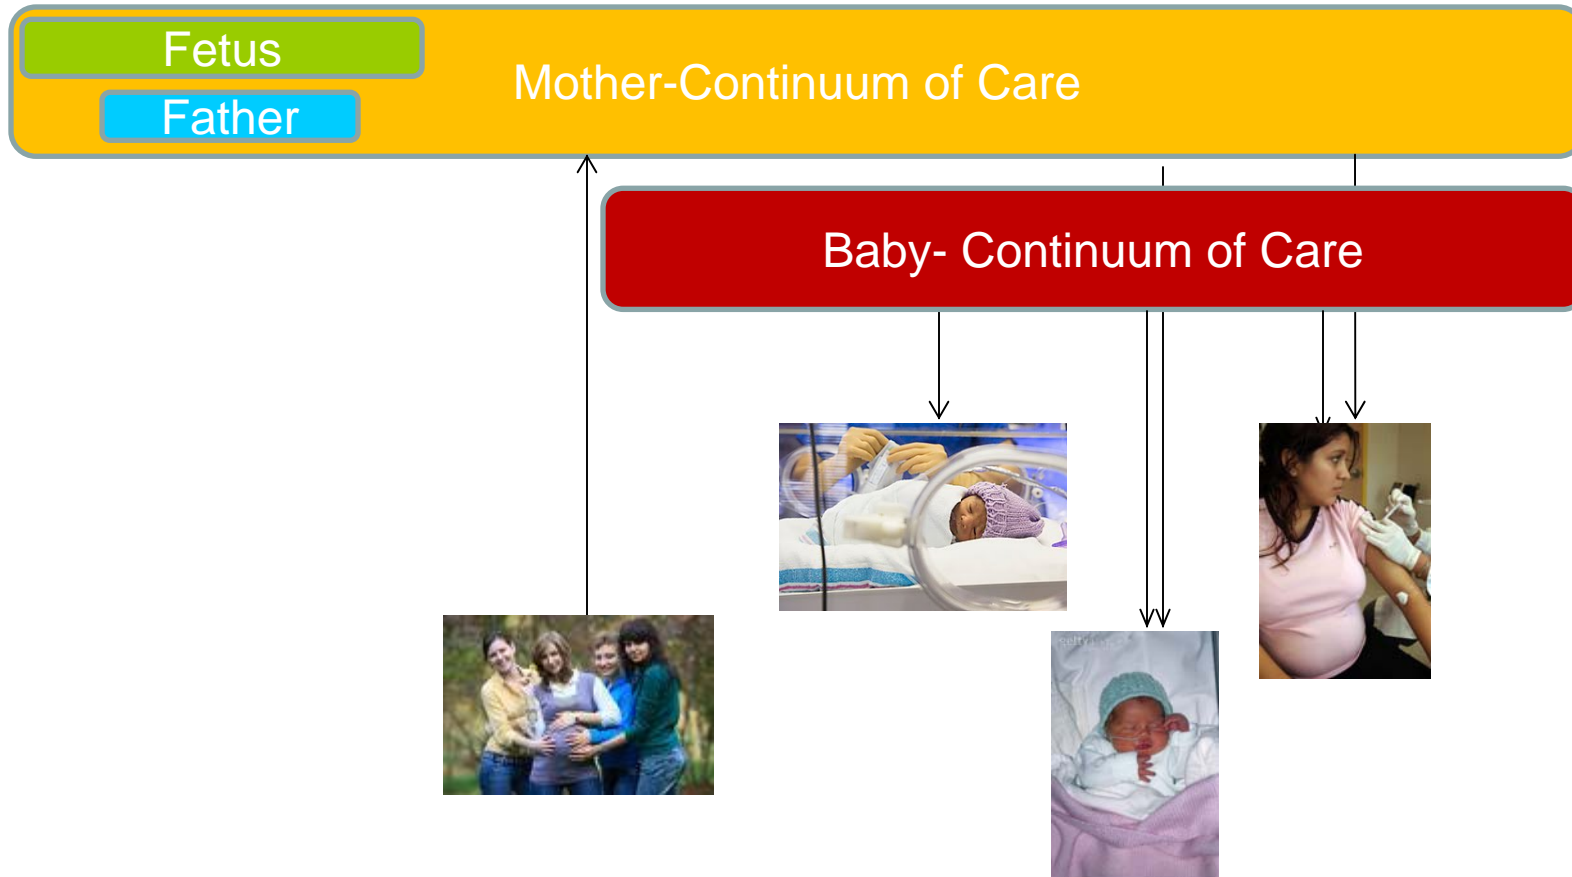 Fetus
Mother-Continuum of Care
Father
Baby- Continuum of Care